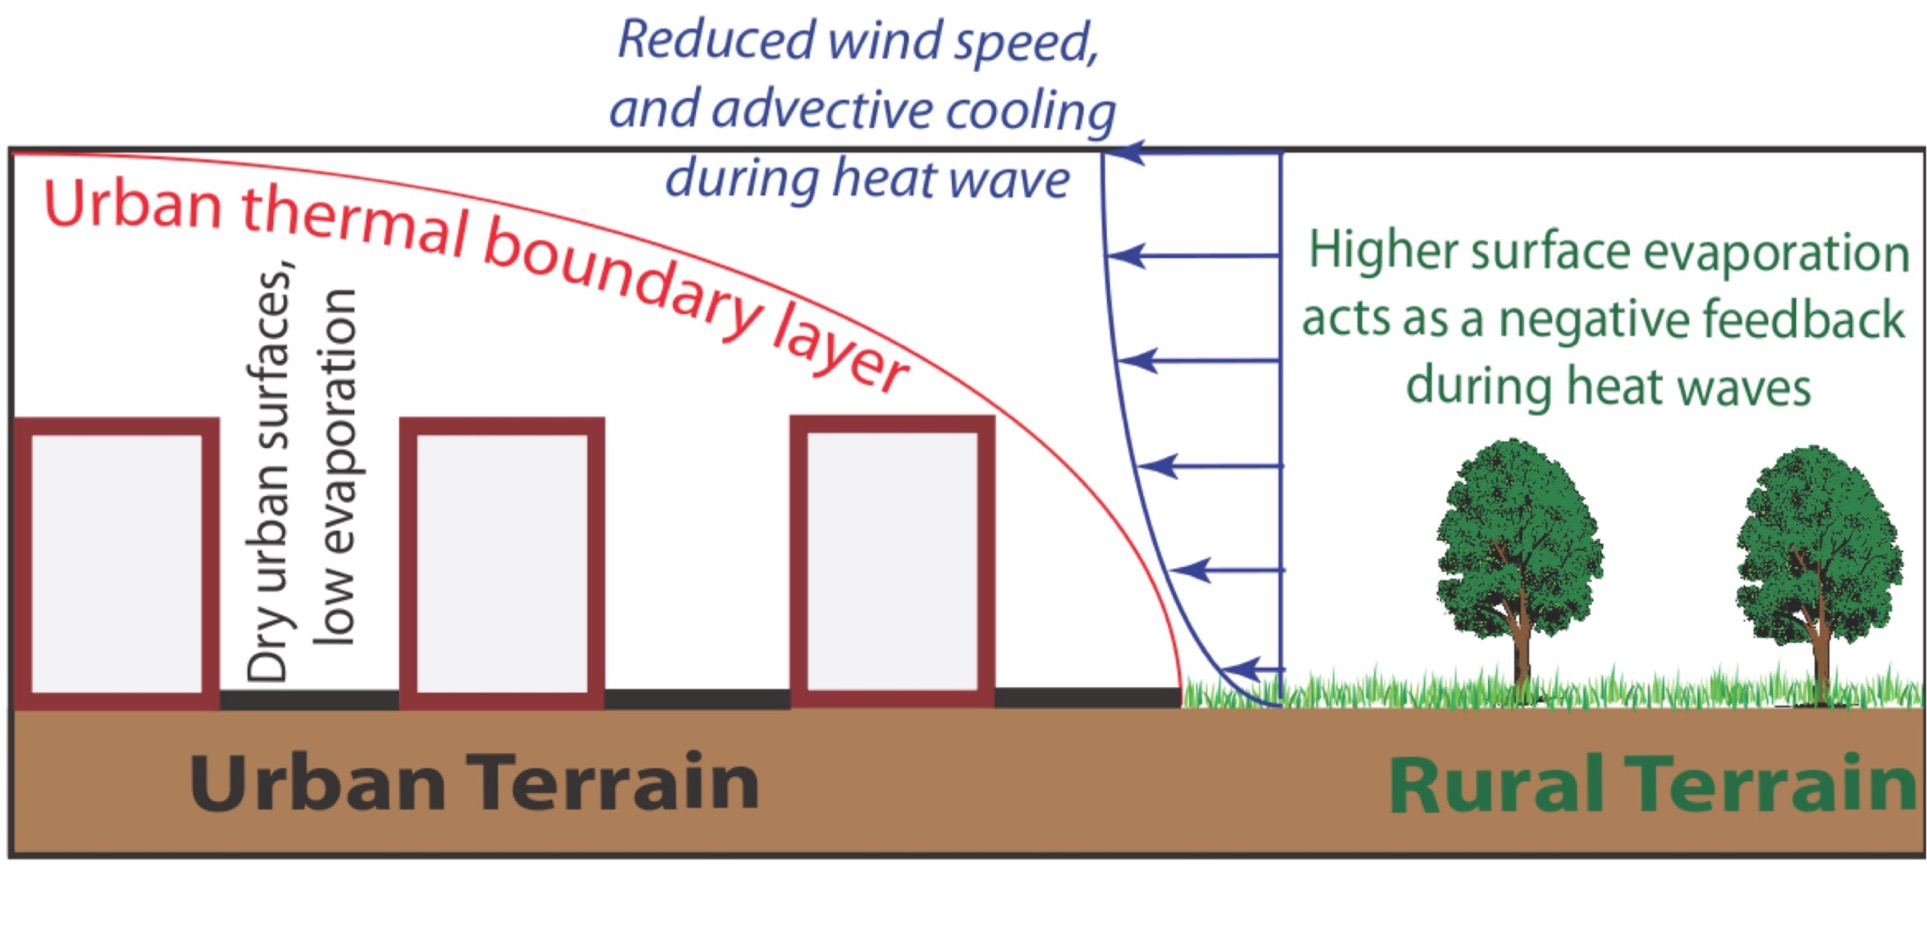 Reduced wind speed,
and advective cooling
during heat wave
Urban thermal boundary layer
Dry urban surfaces,
low evaporation
Higher surface evaporation
acts as a negative feedback
during heat waves
Urban Terrain
Rural Terrain